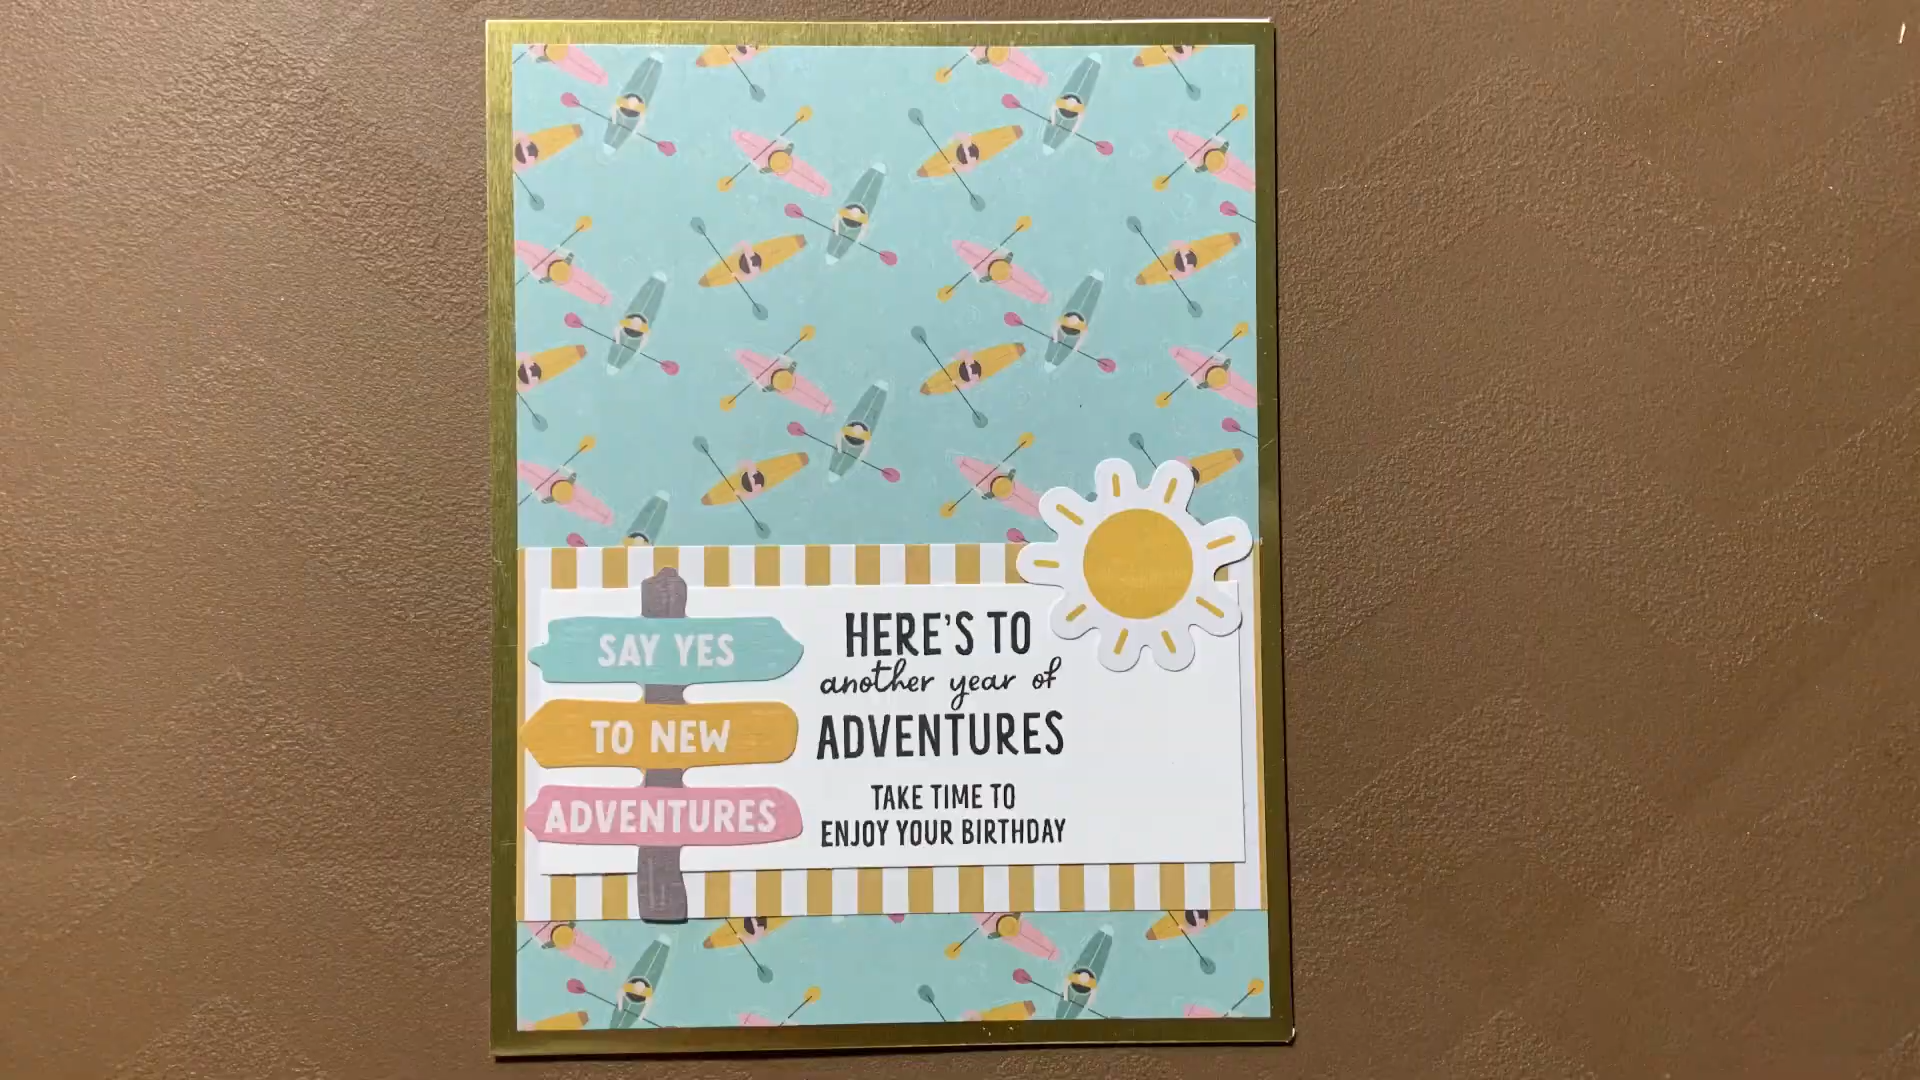 SAY YES
TO NEW
ADVENTURES
HERE'S TO
another year of
ADVENTURES
TAKE TIME TO
ENJOY YOUR BIRTHDAY